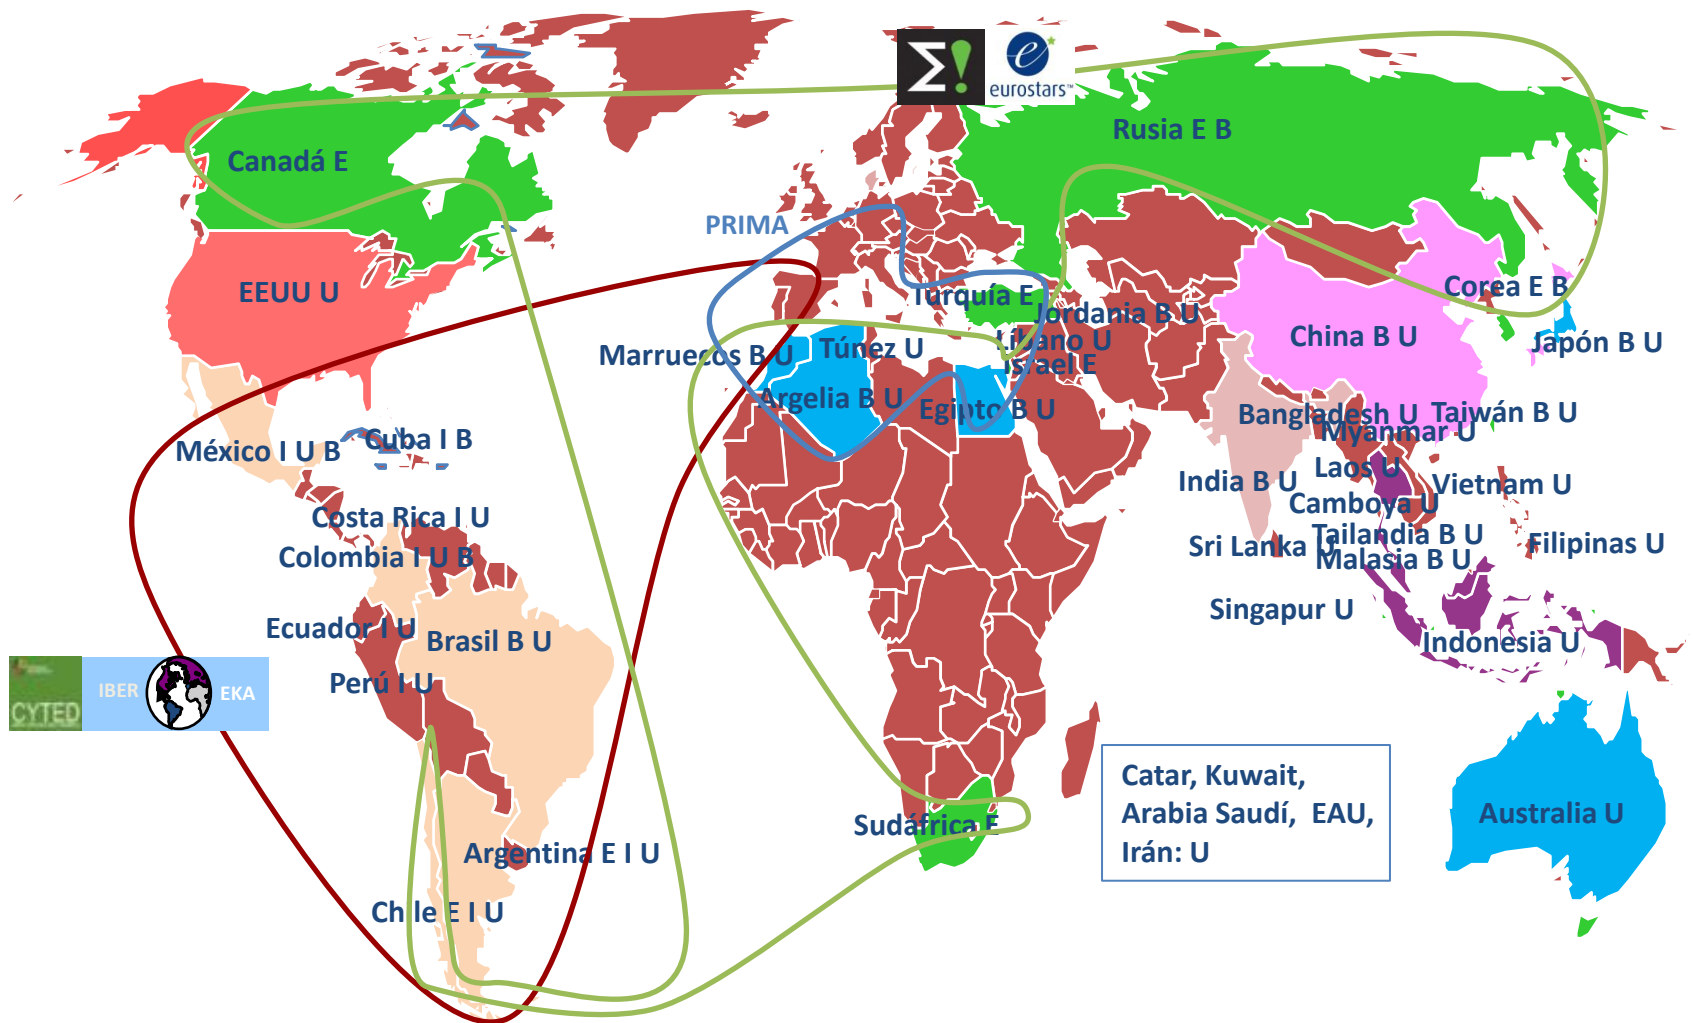 Σ!
eurostars™
Rusia E B
Canadá E
PRIMA
EEUU U
Turquía E
Corea E B
Jordania B U
China B U
Líbano U
Japón B U
Marruecos B U
Túnez U
Israel E
Argelia B U
Egipto B U
Bangladesh U
Taiwán B U
Myanmar U
Cuba I B
México I U B
Laos U
India B U
Vietnam U
Camboya U
Costa Rica I U
Tailandia B U
Sri Lanka U
Filipinas U
Colombia I U B
Malasia B U
Singapur U
Ecuador I U
Brasil B U
Indonesia U
Perú I U
IBER EKA
CYTED
Catar, Kuwait,
Arabia Saudí, EAU,
Irán: U
Australia U
Sudáfrica E
Argentina E I U
Chile E I U